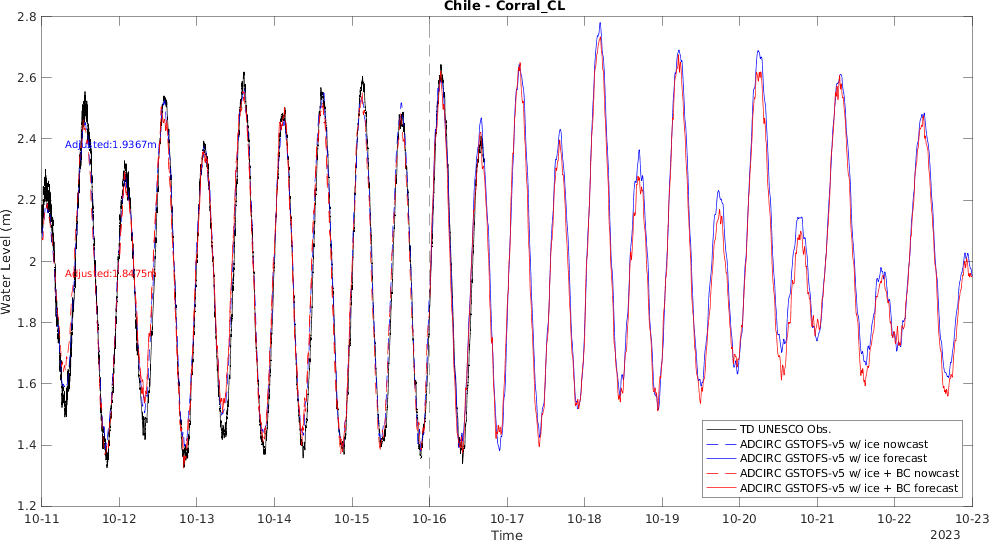 Chile - Corral_CL
2.8
2.6
2.4
2.2
2
1.8
1.6
1.4
1.2
Water Level (m)
Adjusted:1.9367m
Adjusted:1.8475m
TD UNESCO Obs.
ADCIRC GSTOFS-v5 w/ ice nowcast
ADCIRC GSTOFS-v5 w/ ice forecast
ADCIRC GSTOFS-v5 w/ ice + BC nowcast
ADCIRC GSTOFS-v5 w/ ice + BC forecast
10-11 10-12 10-13 10-14 10-15 10-16 10-17 10-18 10-19 10-20 10-21 10-22 10-23
Time
2023